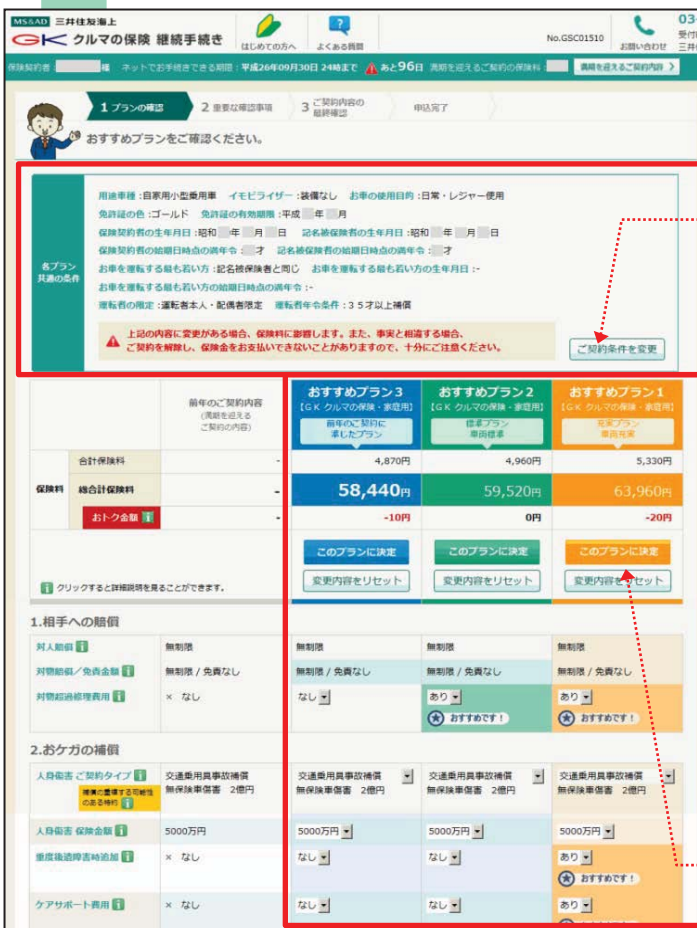 MS&AD 三井住友海上
GK クルマの保険 継続手続き
はじめての方へ
よくある質問
No.GSC01510
お問い合わせ
03-
受付
三井
保険契約者: 様 ネットでお手続きできる期間:平成26年09月30日 24時まで あと96日 満期を迎えるご契約の保険料: 満期を迎えるご契約内容
1 プランの確認
2 重要な確認事項
3 ご契約内容の最終確認
申込完了
おすすめプランをご確認ください。
各プラン共通の条件
用途車種:自家用小型乗用車 イモビライザー:装備なし お車の使用目的:日常・レジャー使用
免許証の色:ゴールド 免許証の有効期限:平成 年 月
保険契約者の生年月日:昭和 年 月 日 記名被保険者の生年月日:昭和 年 月 日
保険契約者の始期日時点の満年令: 才 記名被保険者の始期日時点の満年令: 才
お車を運転する最も若い方:記名被保険者と同じ お車を運転する最も若い方の生年月日:-
お車を運転する最も若い方の始期日時点の満年令:-
運転者の限定:運転者本人・配偶者限定 運転者年令条件:35才以上補償
上記の内容に変更がある場合、保険料に影響します。また、事実と相違する場合、
ご契約を解除し、保険金をお支払いできないことがありますので、十分にご注意ください。
ご契約条件を変更
前年のご契約内容
(満期を迎える
ご契約の内容)
おすすめプラン3
【GK クルマの保険・家庭用】
前年のご契約に
準じたプラン
おすすめプラン2
【GK クルマの保険・家庭用】
標準プラン
車両標準
おすすめプラン1
【GK クルマの保険・家庭用】
充実プラン
車両充実
保険料
合計保険料 - 4,870円 4,960円 5,330円
総合計保険料 - 58,440円 59,520円 63,960円
おトク金額 - -10円 0円 -20円
このプランに決定 このプランに決定 このプランに決定
変更内容をリセット 変更内容をリセット 変更内容をリセット
クリックすると詳細説明を見ることができます。
1.相手への賠償
対人賠償 無制限 無制限 無制限 無制限
対物賠償/免責金額 無制限 / 免責なし 無制限 / 免責なし 無制限 / 免責なし 無制限 / 免責なし
対物超過修理費用 × なし なし あり あり
おすすめです! おすすめです!
2.おケガの補償
人身傷害 ご契約タイプ 交通乗用具事故補償 交通乗用具事故補償 交通乗用具事故補償 交通乗用具事故補償
補償の重複する可能性のある特約 無保険車傷害 2億円 無保険車傷害 2億円 無保険車傷害 2億円 無保険車傷害 2億円
人身傷害 保険金額 5000万円 5000万円 5000万円 5000万円
重度後遺障害時追加 × なし なし なし あり
おすすめです!
ケアサポート費用 × なし なし なし あり